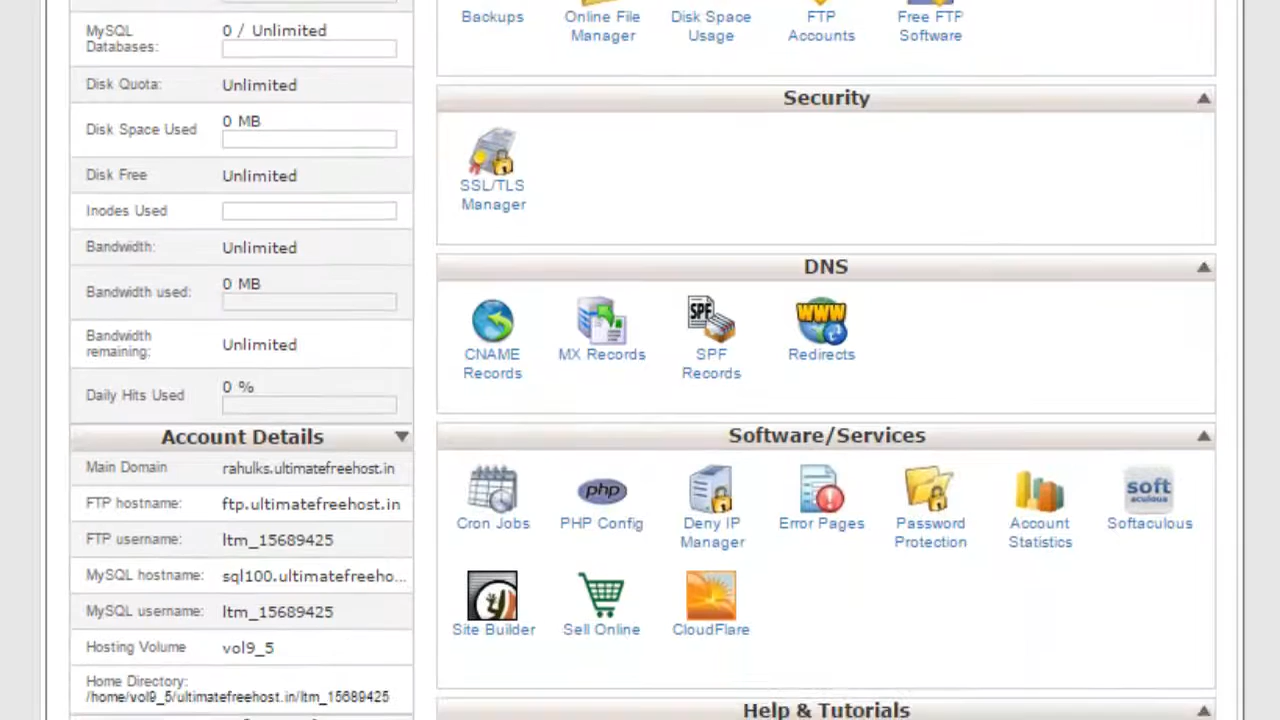 MySQL
Databases:
0 / Unlimited
Disk Quota:
Unlimited
Disk Space Used
0 MB
Disk Free
Unlimited
Inodes Used
Bandwidth:
Unlimited
Bandwidth used:
0 MB
Bandwidth
remaining:
Unlimited
Daily Hits Used
0 %
Account Details
Main Domain
rahulks.ultimatefreehost.in
FTP hostname:
ftp.ultimatefreehost.in
FTP username:
ltm_15689425
MySQL hostname:
sql100.ultimatefreeho...
MySQL username:
ltm_15689425
Hosting Volume
vol9_5
Home Directory:
/home/vol9_5/ultimatefreehost.in/ltm_15689425
Backups
Online File
Manager
Disk Space
Usage
FTP
Accounts
Free FTP
Software
Security
SSL/TLS
Manager
DNS
CNAME
Records
MX Records
SPF
SPF
Records
WWW
Redirects
Software/Services
Cron Jobs
php
PHP Config
Deny IP
Manager
Error Pages
Password
Protection
Account
Statistics
soft
aculous
Softaculous
Site Builder
Sell Online
CloudFlare
Help & Tutorials